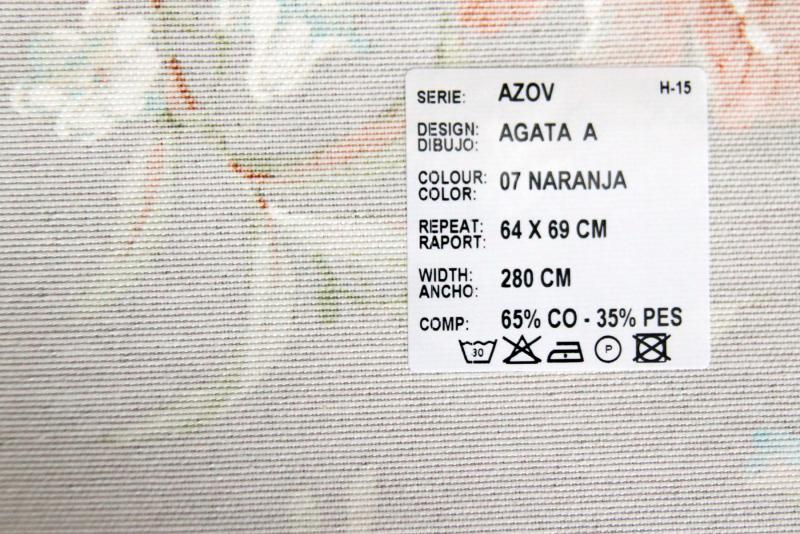 SERIE: AZOV H-15
DESIGN: AGATA A
DIBUJO:
COLOUR: 07 NARANJA
COLOR:
REPEAT: 64 X 69 CM
RAPORT:
WIDTH: 280 CM
ANCHO:
COMP: 65% CO - 35% PES
30 P